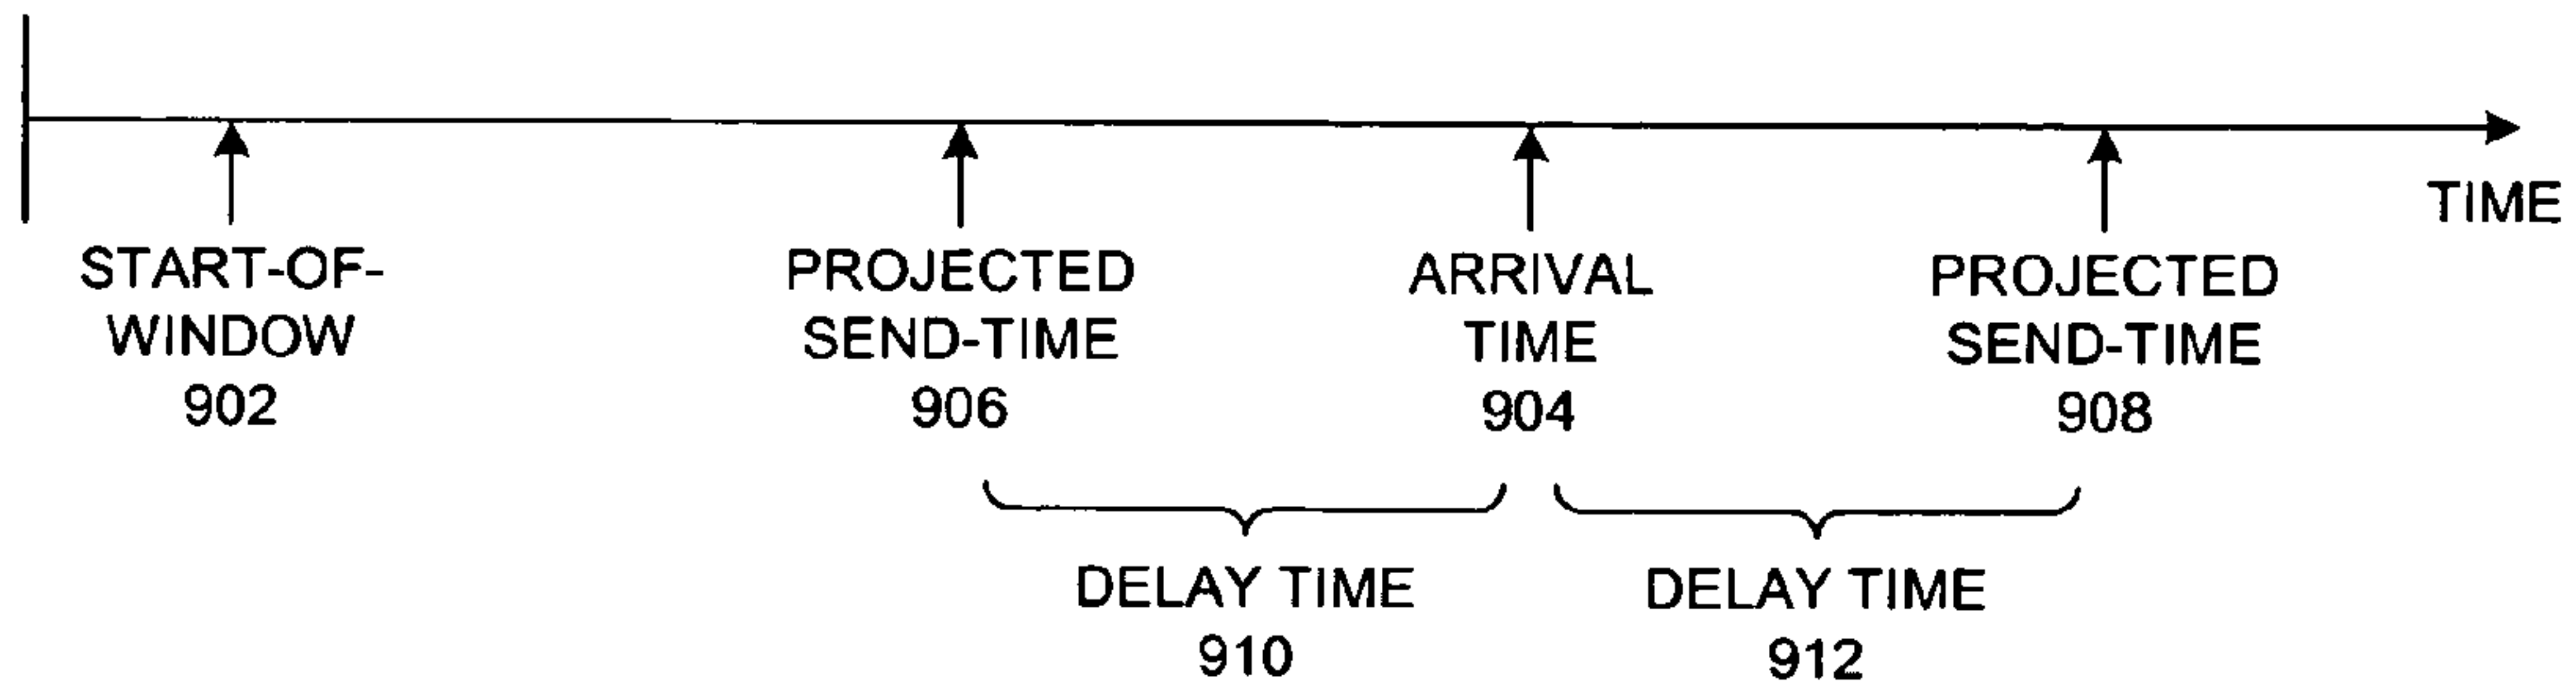 TIME
START-OF-
WINDOW
902
PROJECTED
SEND-TIME
906
ARRIVAL
TIME
904
PROJECTED
SEND-TIME
908
DELAY TIME
910
DELAY TIME
912